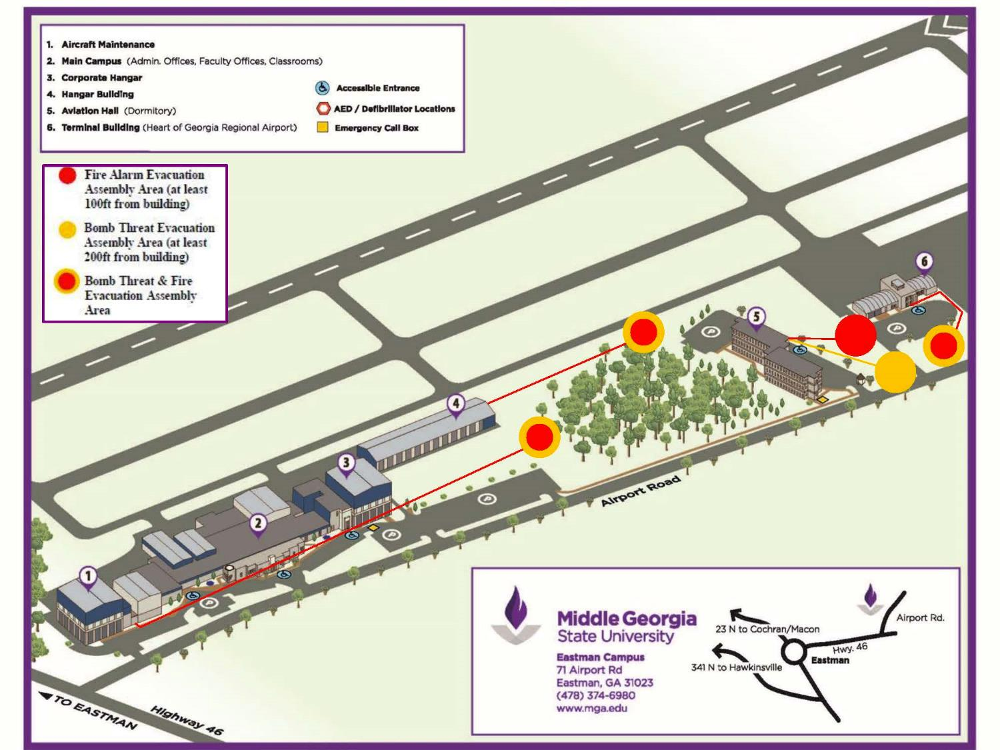 1. Aircraft Maintenance
2. Main Campus (Admin. Offices, Faculty Offices, Classrooms)
3. Corporate Hangar
4. Hangar Building
5. Aviation Hall (Dormitory)
6. Terminal Building (Heart of Georgia Regional Airport)
Accessible Entrance
AED / Defibrillator Locations
Emergency Call Box
Fire Alarm Evacuation
Assembly Area (at least
100ft from building)
Bomb Threat Evacuation
Assembly Area (at least
200ft from building)
Bomb Threat & Fire
Evacuation Assembly
Area
6
5
P
P
4
3
2
1
P
P
P
Airport Road
TO EASTMAN
Highway 46
Middle Georgia
State University
Eastman Campus
71 Airport Rd
Eastman, GA 31023
(478) 374-6980
www.mga.edu
Airport Rd.
23 N to Cochran/Macon
Hwy. 46
Eastman
341 N to Hawkinsville